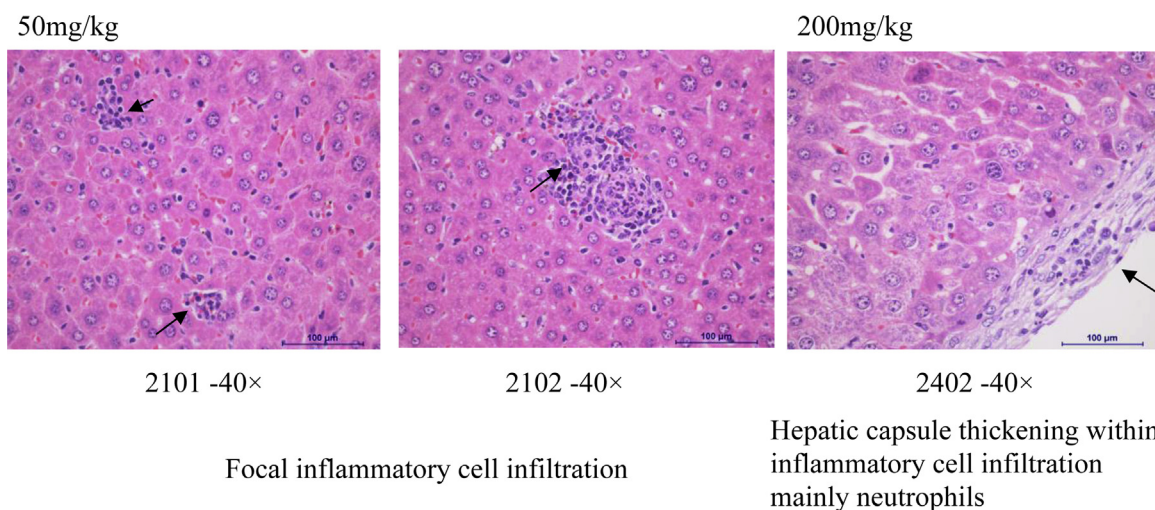 50mg/kg
200mg/kg
100 μm
100 μm
100 μm
2101 -40×
2102 -40×
2402 -40×
Focal inflammatory cell infiltration
Hepatic capsule thickening within
inflammatory cell infiltration
mainly neutrophils